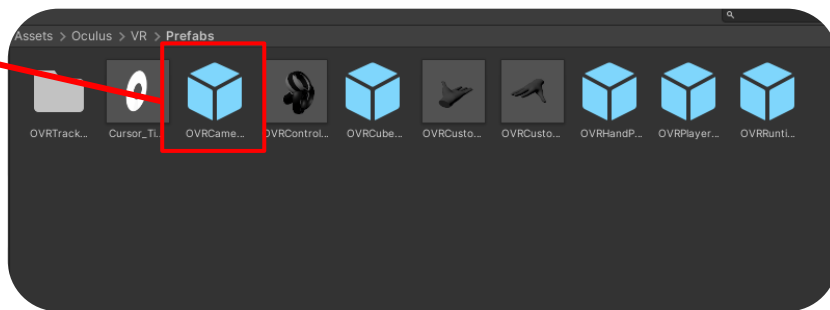 Assets > Oculus > VR > Prefabs
OVRTrack... Cursor_Ti... OVRCame... OVRControl... OVRCube... OVRCusto... OVRCusto... OVRHandP... OVRPlayer... OVRRunti...